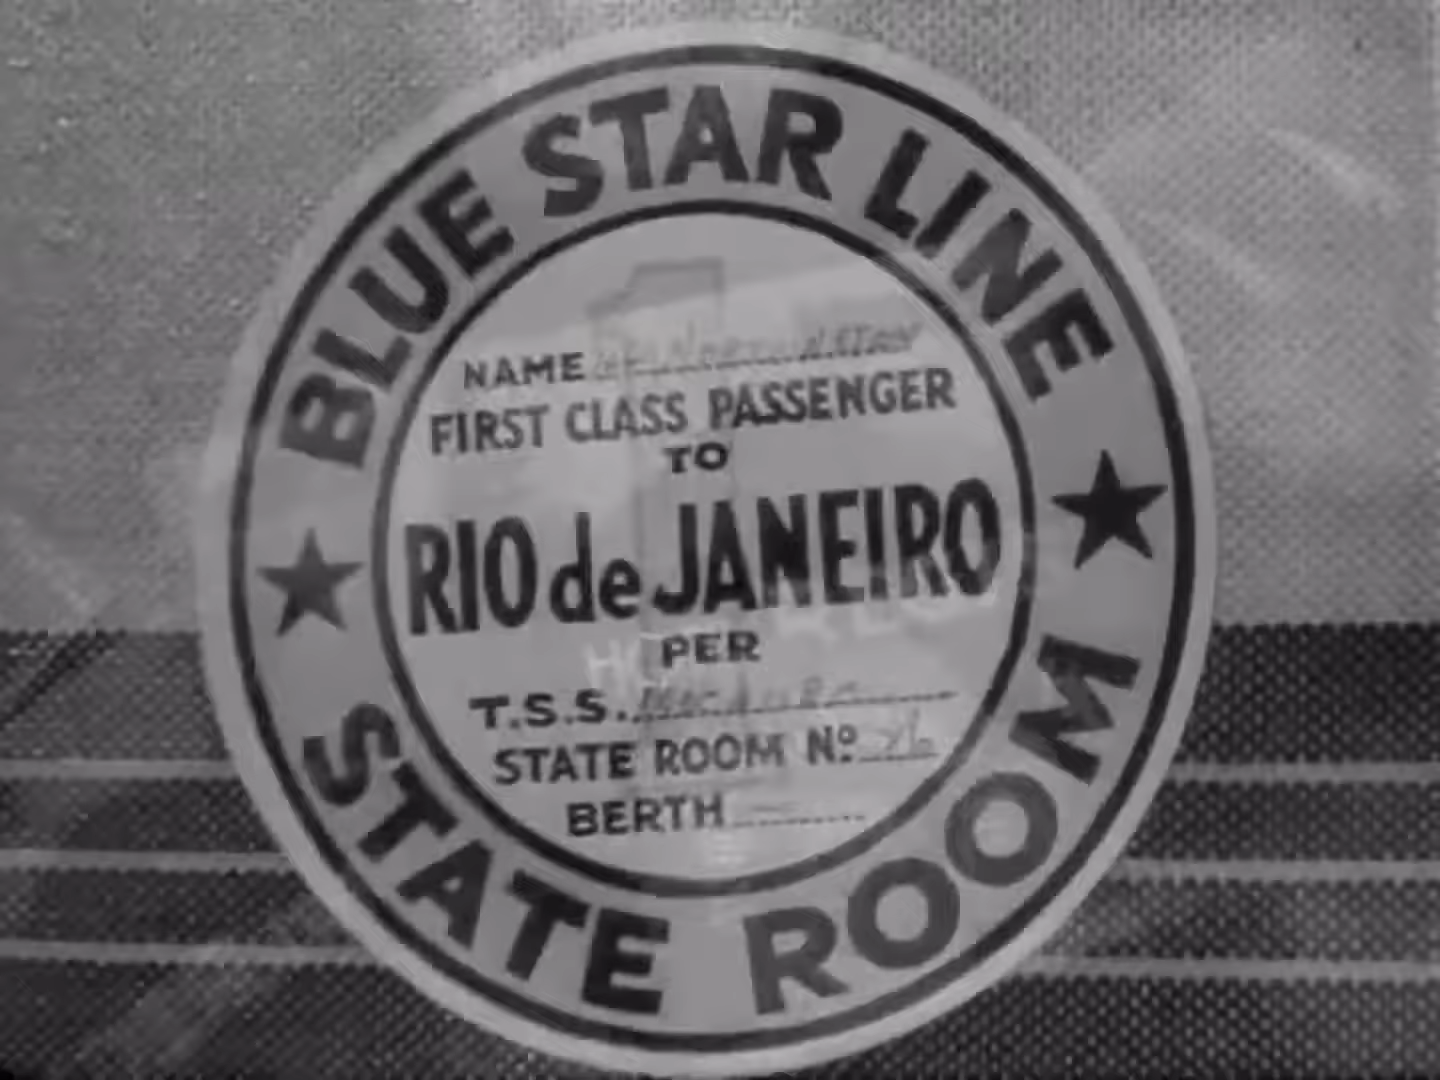 BLUE STAR LINE
NAME
FIRST CLASS PASSENGER
TO
RIO de JANEIRO
PER
T.S.S.
STATE ROOM Nº
BERTH
STATE ROOM